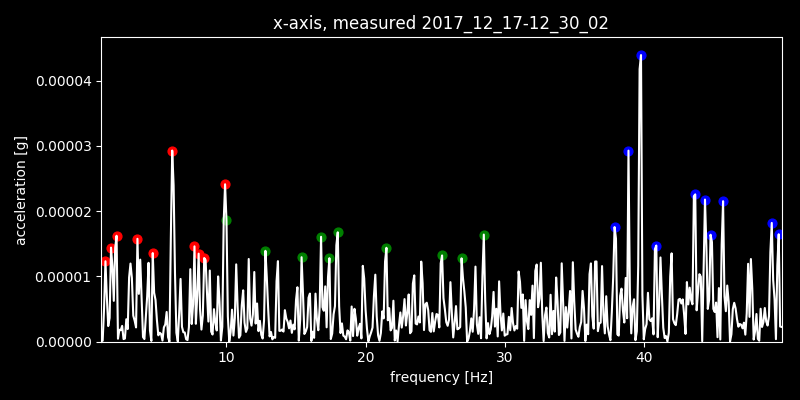 x-axis, measured 2017_12_17-12_30_02
acceleration [g]
0.00004
0.00003
0.00002
0.00001
0.00000
10 20 30 40
frequency [Hz]